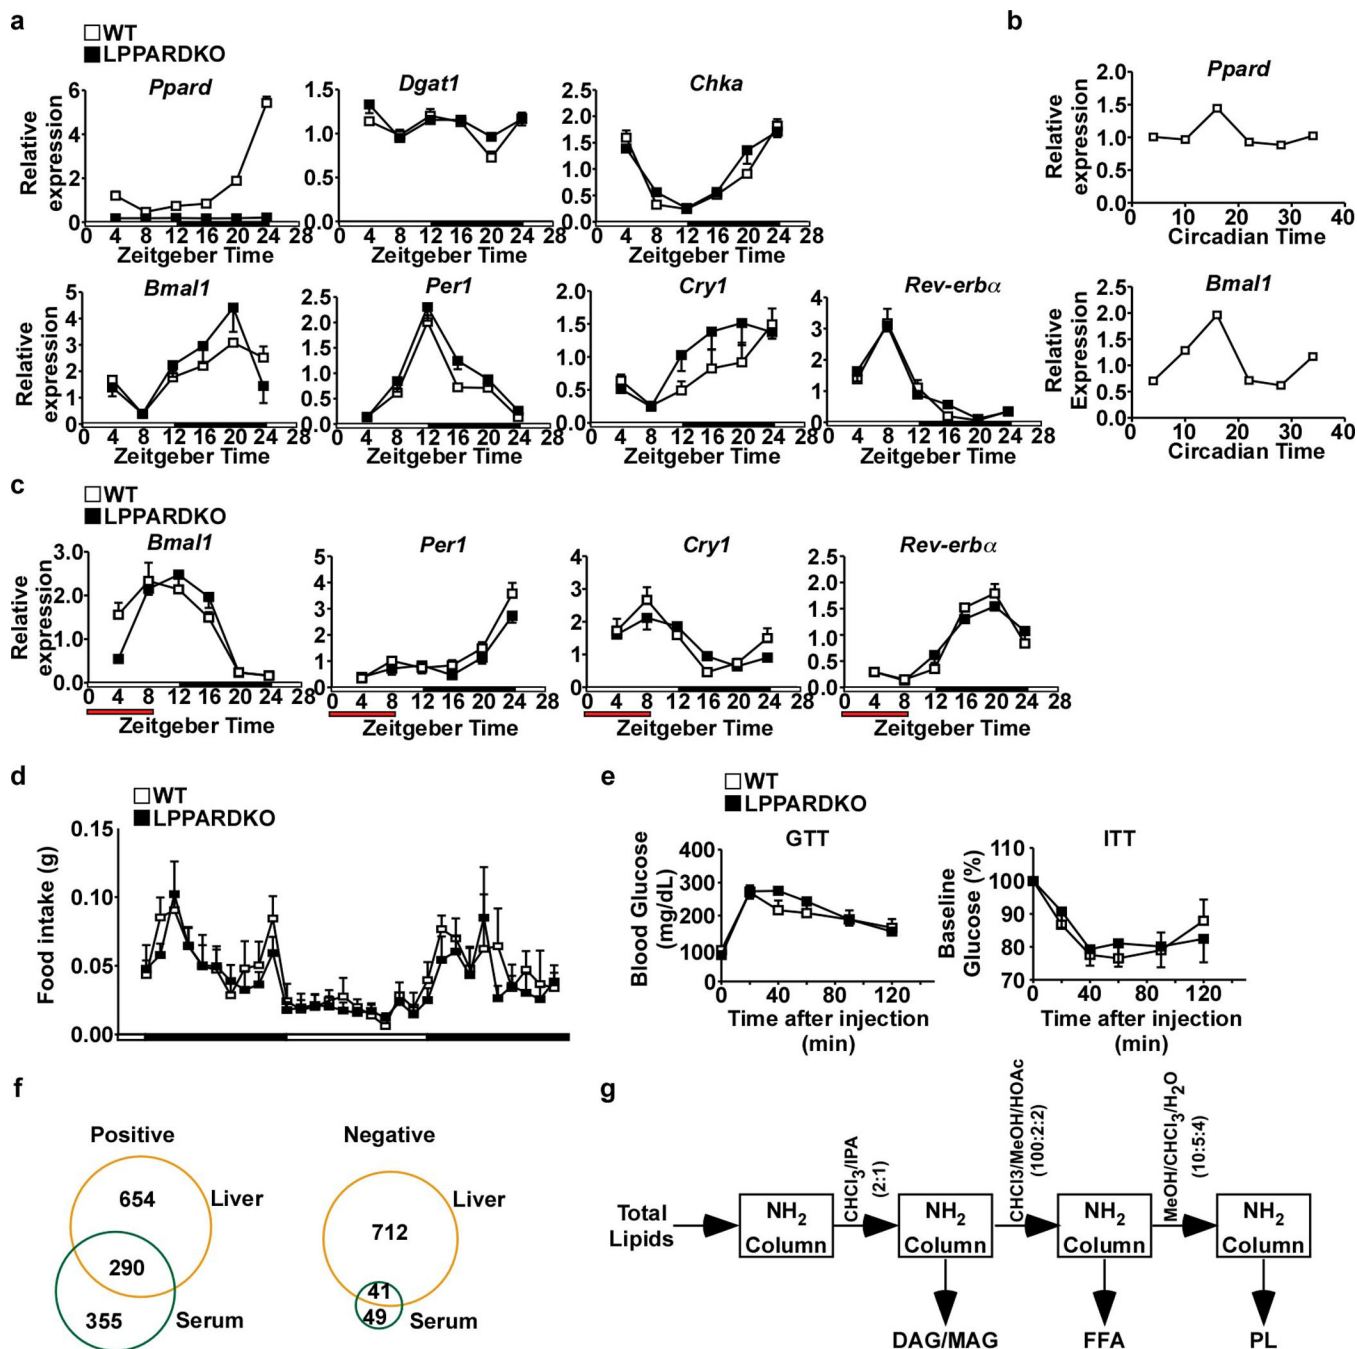 a
WT
LPPARDKO
Ppard
Dgat1
Chka
Relative expression
6
4
2
0
0 4 8 12 16 20 24 28
Zeitgeber Time
1.5
1.0
0.5
0.0
0 4 8 12 16 20 24 28
Zeitgeber Time
2.5
2.0
1.5
1.0
0.5
0.0
0 4 8 12 16 20 24 28
Zeitgeber Time
Bmal1
Per1
Cry1
Rev-erbα
Relative expression
5
4
3
2
1
0
0 4 8 12 16 20 24 28
Zeitgeber Time
2.5
2.0
1.5
1.0
0.5
0.0
0 4 8 12 16 20 24 28
Zeitgeber Time
2.0
1.5
1.0
0.5
0.0
0 4 8 12 16 20 24 28
Zeitgeber Time
4
3
2
1
0
0 4 8 12 16 20 24 28
Zeitgeber Time
b
Ppard
Relative expression
2.0
1.5
1.0
0.5
0.0
0 10 20 30 40
Circadian Time
Bmal1
Relative Expression
2.5
2.0
1.5
1.0
0.5
0.0
0 10 20 30 40
Circadian Time
c
WT
LPPARDKO
Bmal1
Per1
Cry1
Rev-erbα
Relative expression
3.0
2.0
1.0
0.0
0 4 8 12 16 20 24 28
Zeitgeber Time
5
4
3
2
1
0
0 4 8 12 16 20 24 28
Zeitgeber Time
4
3
2
1
0
0 4 8 12 16 20 24 28
Zeitgeber Time
2.5
2.0
1.5
1.0
0.5
0.0
0 4 8 12 16 20 24 28
Zeitgeber Time
d
WT
LPPARDKO
Food intake (g)
0.15
0.10
0.05
0.00
e
WT
LPPARDKO
GTT
Blood Glucose (mg/dL)
400
300
200
100
0
0 40 80 120
Time after injection (min)
ITT
Baseline Glucose (%)
110
100
90
80
70
0 40 80 120
Time after injection (min)
f
Positive
654
Liver
290
355
Serum
Negative
Liver
712
41
49
Serum
g
Total Lipids
NH2 Column
CHCl3/IPA (2:1)
NH2 Column
CHCl3/MeOH/HOAc (100:2:2)
NH2 Column
MeOH/CHCl3/H2O (10:5:4)
NH2 Column
DAG/MAG
FFA
PL